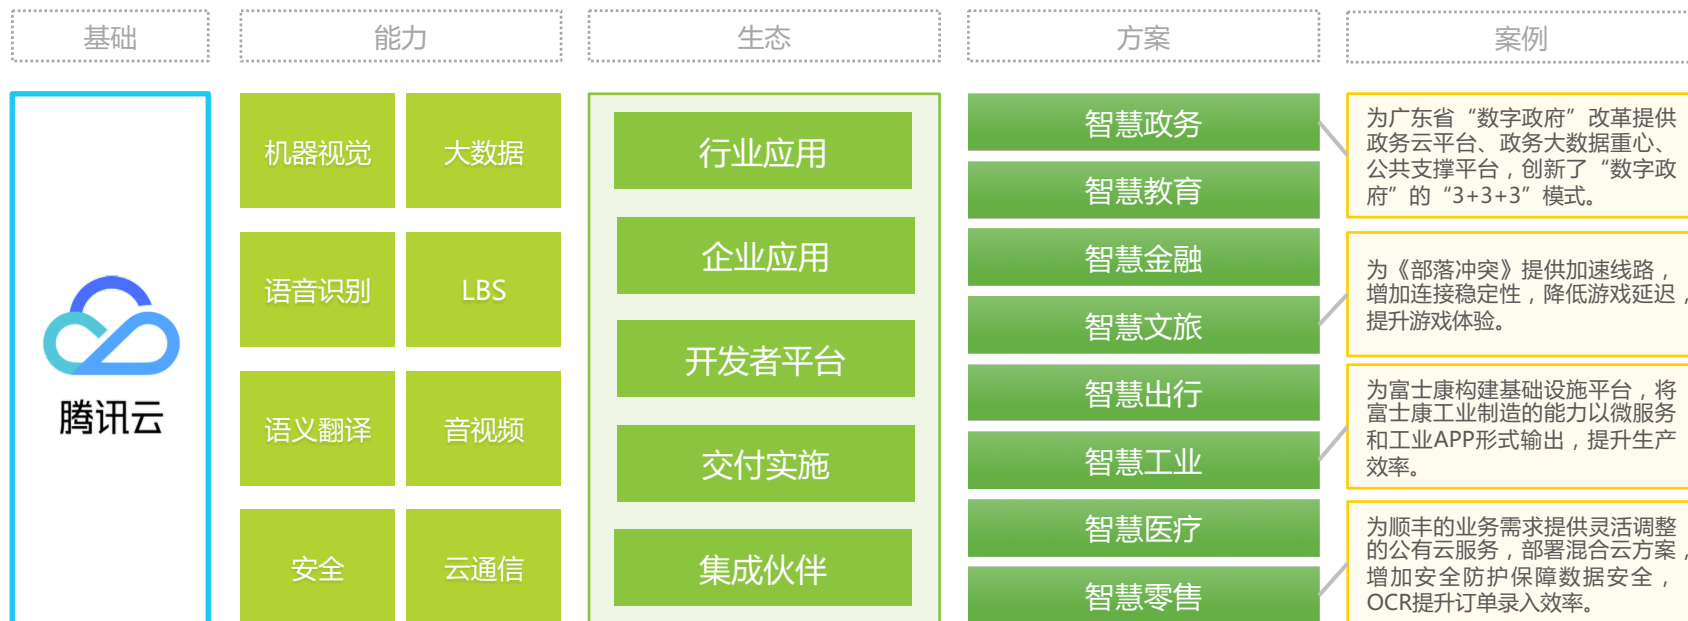 基础
能力
生态
方案
案例
腾讯云
机器视觉
大数据
语音识别
LBS
语义翻译
音视频
安全
云通信
行业应用
企业应用
开发者平台
交付实施
集成伙伴
智慧政务
智慧教育
智慧金融
智慧文旅
智慧出行
智慧工业
智慧医疗
智慧零售
为广东省“数字政府”改革提供
政务云平台、政务大数据重心、
公共支撑平台，创新了“数字政
府”的“3+3+3”模式。
为《部落冲突》提供加速线路，
增加连接稳定性，降低游戏延迟，
提升游戏体验。
为富士康构建基础设施平台，将
富士康工业制造的能力以微服务
和工业APP形式输出，提升生产
效率。
为顺丰的业务需求提供灵活调整
的公有云服务，部署混合云方案，
增加安全防护保障数据安全，
OCR提升订单录入效率。